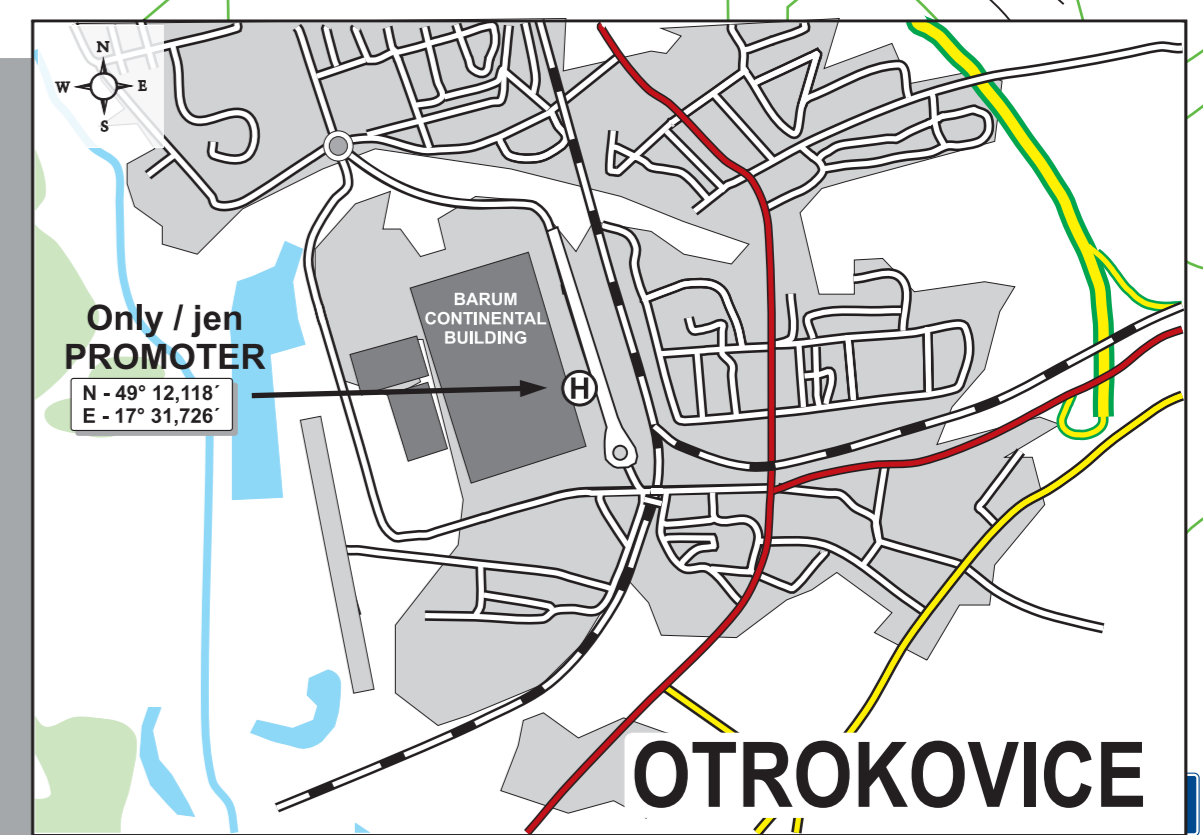 N
W E
S
BARUM
CONTINENTAL
BUILDING
Only / jen
PROMOTER
N - 49° 12,118´
E - 17° 31,726´
H
OTROKOVICE